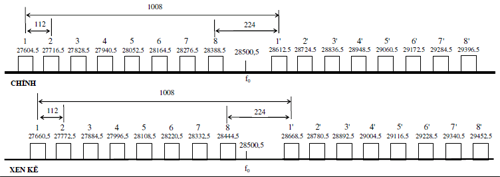 1008
112
224
1 2 3 4 5 6 7 8 1' 2' 3' 4' 5' 6' 7' 8'
27604,5 27716,5 27828,5 27940,5 28052,5 28164,5 28276,5 28388,5 28500,5 28612,5 28724,5 28836,5 28948,5 29060,5 29172,5 29284,5 29396,5
f₀
CHÍNH
1008
112
224
1 2 3 4 5 6 7 8 1' 2' 3' 4' 5' 6' 7' 8'
27660,5 27772,5 27884,5 27996,5 28108,5 28220,5 28332,5 28444,5 28500,5 28668,5 28780,5 28892,5 29004,5 29116,5 29228,5 29340,5 29452,5
f₀
XEN KẼ